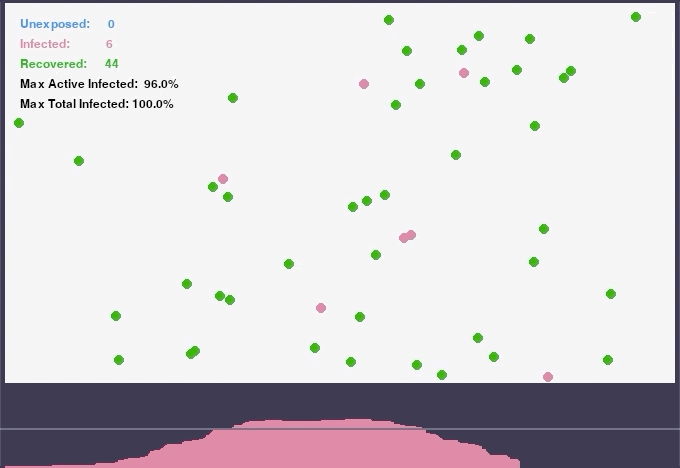 Unexposed: 0
Infected: 6
Recovered: 44
Max Active Infected: 96.0%
Max Total Infected: 100.0%